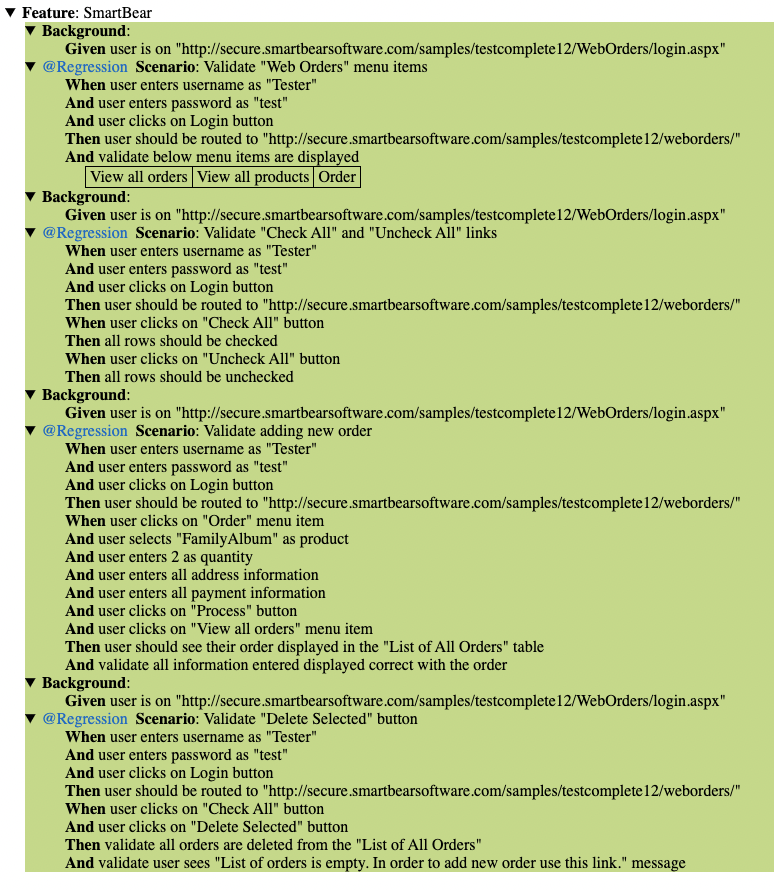 Feature: SmartBear
Background:
Given user is on "http://secure.smartbearsoftware.com/samples/testcomplete12/WebOrders/login.aspx"
@Regression Scenario: Validate "Web Orders" menu items
When user enters username as "Tester"
And user enters password as "test"
And user clicks on Login button
Then user should be routed to "http://secure.smartbearsoftware.com/samples/testcomplete12/weborders/"
And validate below menu items are displayed
View all orders View all products Order
Background:
Given user is on "http://secure.smartbearsoftware.com/samples/testcomplete12/WebOrders/login.aspx"
@Regression Scenario: Validate "Check All" and "Uncheck All" links
When user enters username as "Tester"
And user enters password as "test"
And user clicks on Login button
Then user should be routed to "http://secure.smartbearsoftware.com/samples/testcomplete12/weborders/"
When user clicks on "Check All" button
Then all rows should be checked
When user clicks on "Uncheck All" button
Then all rows should be unchecked
Background:
Given user is on "http://secure.smartbearsoftware.com/samples/testcomplete12/WebOrders/login.aspx"
@Regression Scenario: Validate adding new order
When user enters username as "Tester"
And user enters password as "test"
And user clicks on Login button
Then user should be routed to "http://secure.smartbearsoftware.com/samples/testcomplete12/weborders/"
When user clicks on "Order" menu item
And user selects "FamilyAlbum" as product
And user enters 2 as quantity
And user enters all address information
And user enters all payment information
And user clicks on "Process" button
And user clicks on "View all orders" menu item
Then user should see their order displayed in the "List of All Orders" table
And validate all information entered displayed correct with the order
Background:
Given user is on "http://secure.smartbearsoftware.com/samples/testcomplete12/WebOrders/login.aspx"
@Regression Scenario: Validate "Delete Selected" button
When user enters username as "Tester"
And user enters password as "test"
And user clicks on Login button
Then user should be routed to "http://secure.smartbearsoftware.com/samples/testcomplete12/weborders/"
When user clicks on "Check All" button
And user clicks on "Delete Selected" button
Then validate all orders are deleted from the "List of All Orders"
And validate user sees "List of orders is empty. In order to add new order use this link." message